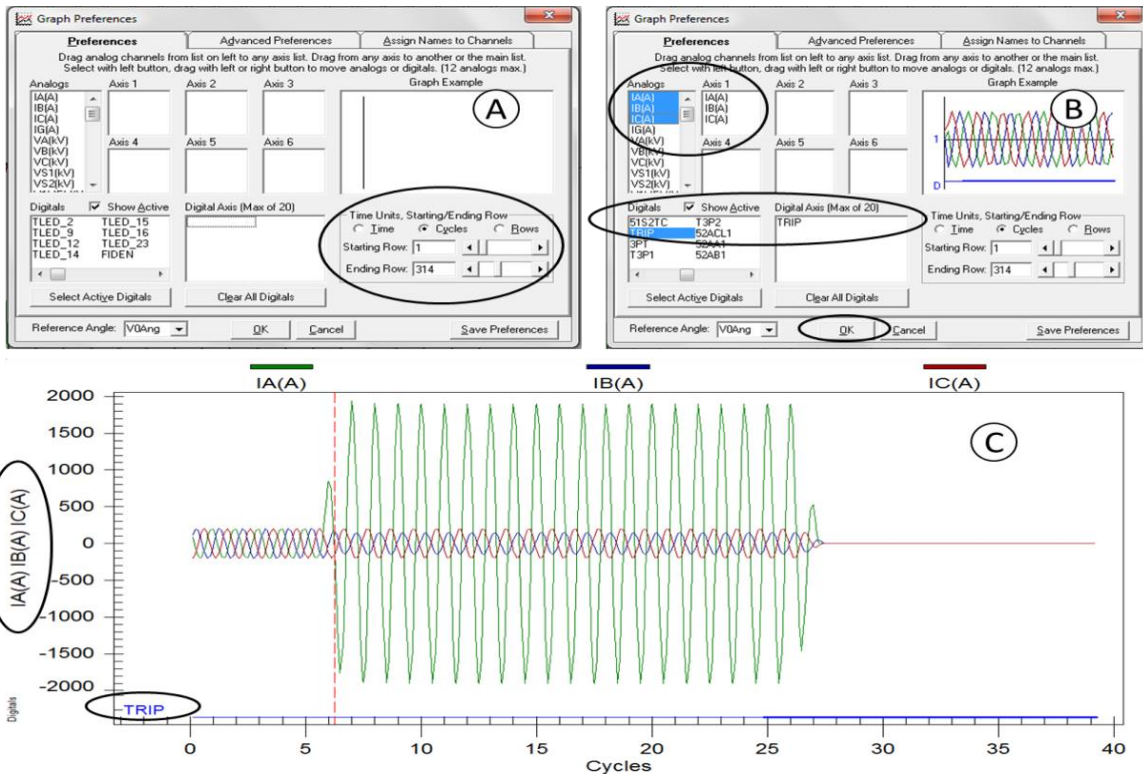 Graph Preferences
Preferences
Advanced Preferences
Assign Names to Channels
Drag analog channels from list on left to any axis list. Drag from any axis to another or the main list.
Select with left button, drag with left or right button to move analogs or digitals. (12 analogs max.)
Analogs
Axis 1
Axis 2
Axis 3
Graph Example
IA(A)
IB(A)
IC(A)
IG(A)
VA(kV)
VB(kV)
VC(kV)
VS1(kV)
VS2(kV)
Axis 4
Axis 5
Axis 6
A
Digitals
Show Active
Digital Axis (Max of 20)
TLED_2 TLED_15
TLED_9 TLED_16
TLED_12 TLED_23
TLED_14 FIDEN
Time Units, Starting/Ending Row
Time Cycles Rows
Starting Row: 1
Ending Row: 314
Select Active Digitals
Clear All Digitals
Reference Angle: V0Ang
OK
Cancel
Save Preferences
Graph Preferences
Preferences
Advanced Preferences
Assign Names to Channels
Drag analog channels from list on left to any axis list. Drag from any axis to another or the main list.
Select with left button, drag with left or right button to move analogs or digitals. (12 analogs max.)
Analogs
Axis 1
Axis 2
Axis 3
Graph Example
IA(A)
IB(A)
IC(A)
IG(A)
VA(kV)
VB(kV)
VC(kV)
VS1(kV)
VS2(kV)
IA(A)
IB(A)
IC(A)
Axis 4
Axis 5
Axis 6
B
1
D
Digitals
Show Active
Digital Axis (Max of 20)
51S2TC T3P2
TRIP 52ACL1
3PT 52AA1
T3P1 52AB1
TRIP
Time Units, Starting/Ending Row
Time Cycles Rows
Starting Row: 1
Ending Row: 314
Select Active Digitals
Clear All Digitals
Reference Angle: V0Ang
OK
Cancel
Save Preferences
IA(A)
IB(A)
IC(A)
C
IA(A) IB(A) IC(A)
2000
1500
1000
500
0
-500
-1000
-1500
-2000
Digitals
TRIP
0 5 10 15 20 25 30 35 40
Cycles